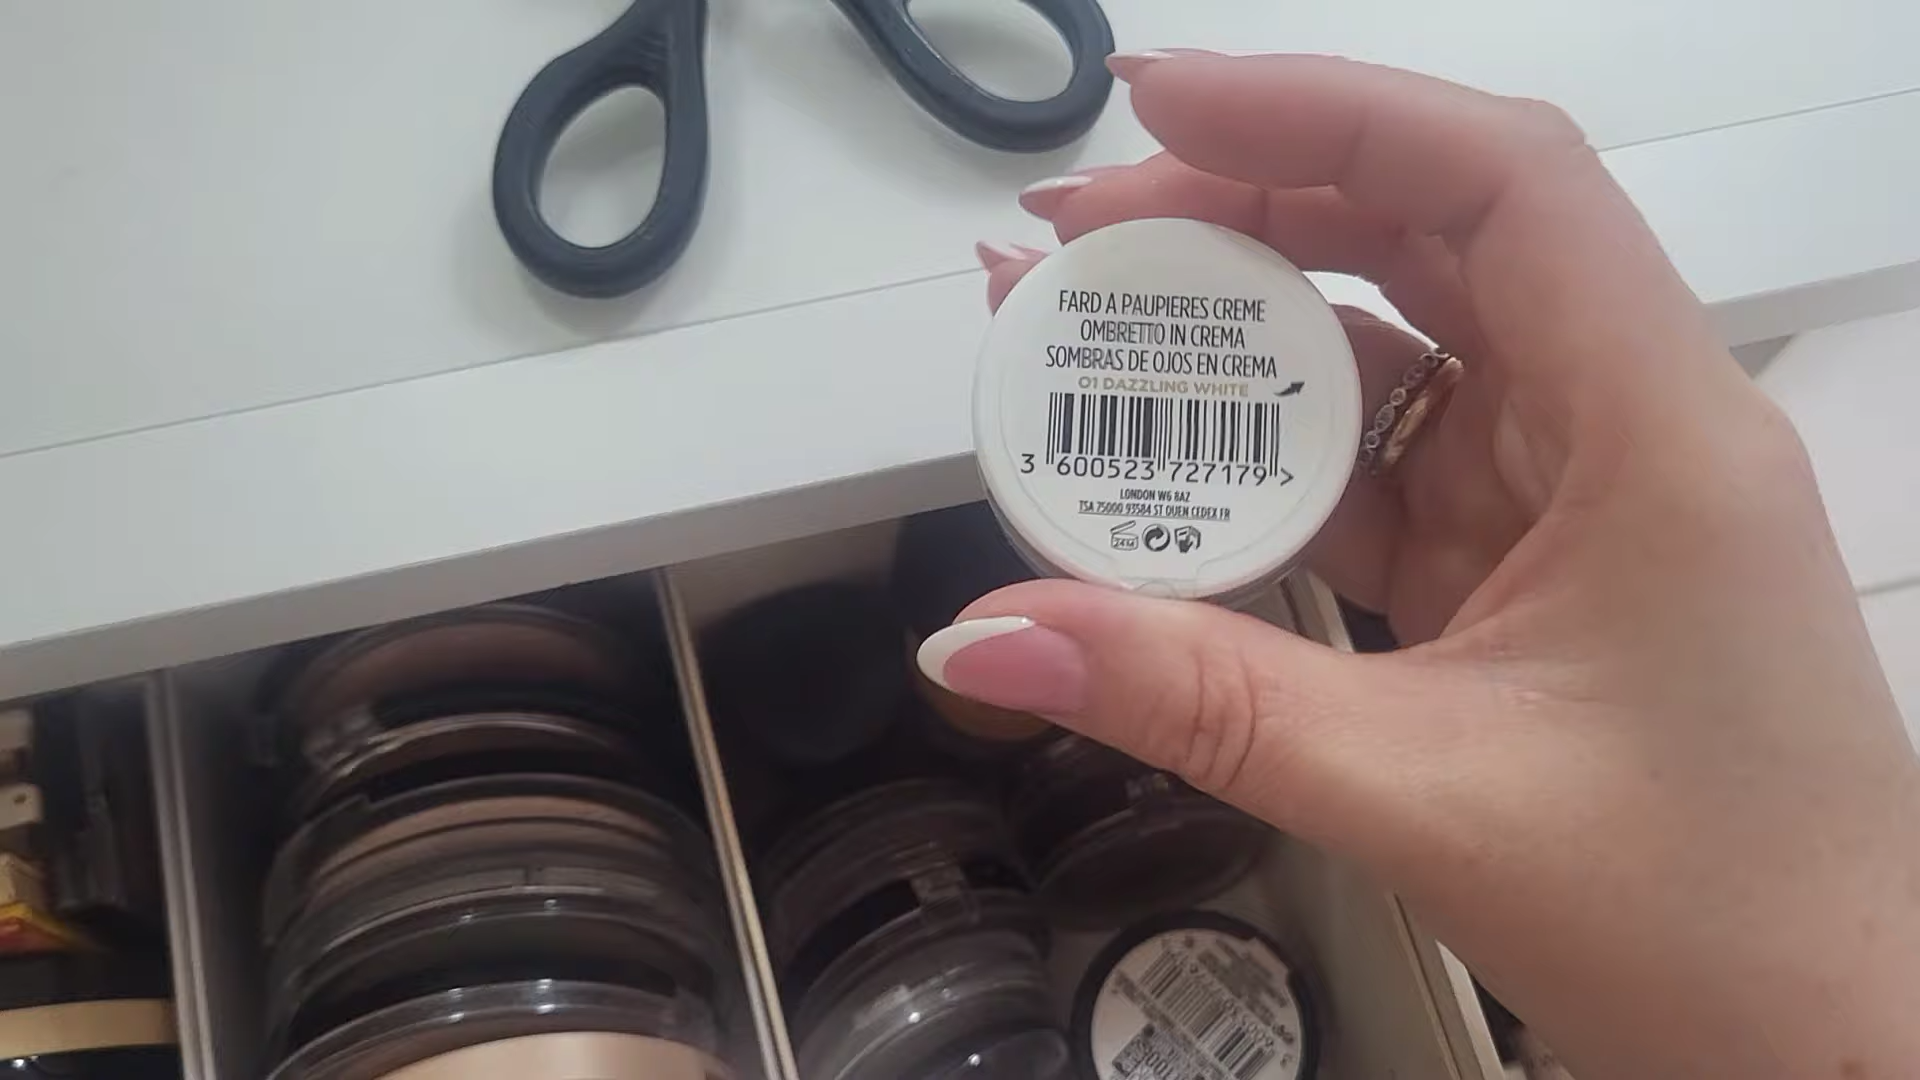 FARD A PAUPIERES CREME
OMBRETTO IN CREMA
SOMBRAS DE OJOS EN CREMA
01 DAZZLING WHITE
3 600523 727179 >
LONDON W6 8AZ
TSA 75000 93584 ST OUEN CEDEX FR
24M